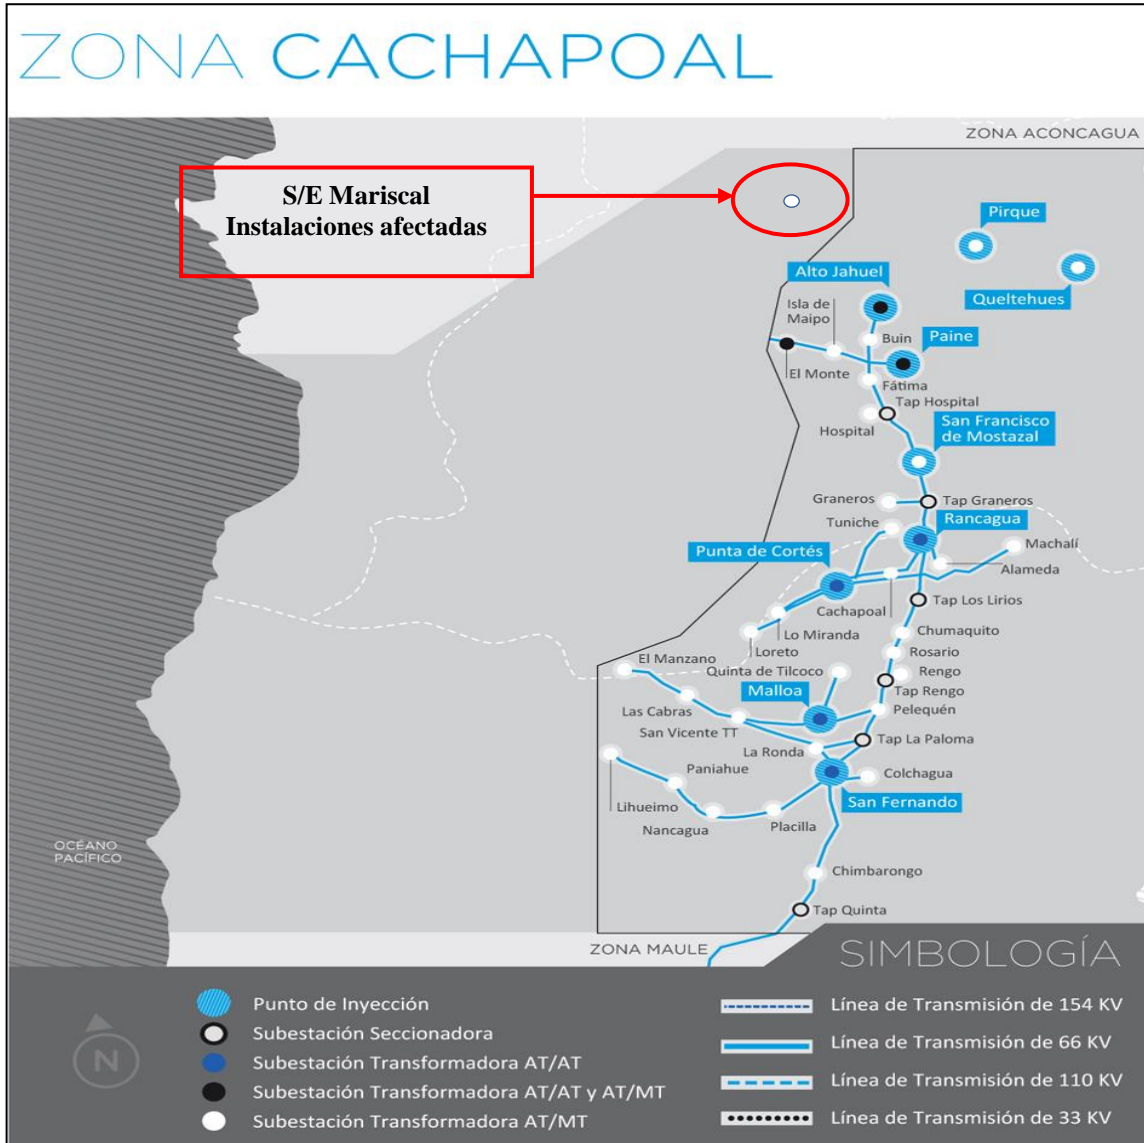 ZONA CACHAPOAL
ZONA ACONCAGUA
S/E Mariscal
Instalaciones afectadas
Pirque
Queltehues
Alto Jahuel
Isla de
Maipo
Buin
Paine
El Monte
Fátima
Tap Hospital
Hospital
San Francisco
de Mostazal
Graneros
Tap Graneros
Tuniche
Rancagua
Machalí
Punta de Cortés
Alameda
Cachapoal
Tap Los Lirios
Lo Miranda
Chumaquito
Loreto
Rosario
El Manzano
Quinta de Tilcoco
Rengo
Tap Rengo
Malloa
Las Cabras
Pelequén
San Vicente TT
La Ronda
Tap La Paloma
Paniahue
Colchagua
Lihueimo
San Fernando
Nancagua
Placilla
OCÉANO
PACÍFICO
Chimbarongo
Tap Quinta
ZONA MAULE
SIMBOLOGÍA
N
Punto de Inyección
Subestación Seccionadora
Subestación Transformadora AT/AT
Subestación Transformadora AT/AT y AT/MT
Subestación Transformadora AT/MT
Línea de Transmisión de 154 KV
Línea de Transmisión de 66 KV
Línea de Transmisión de 110 KV
Línea de Transmisión de 33 KV